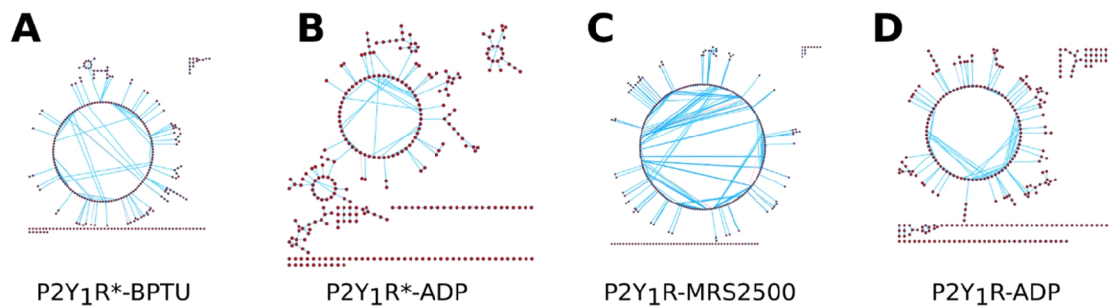 A B C D
P2Y₁R*-BPTU P2Y₁R*-ADP P2Y₁R-MRS2500 P2Y₁R-ADP